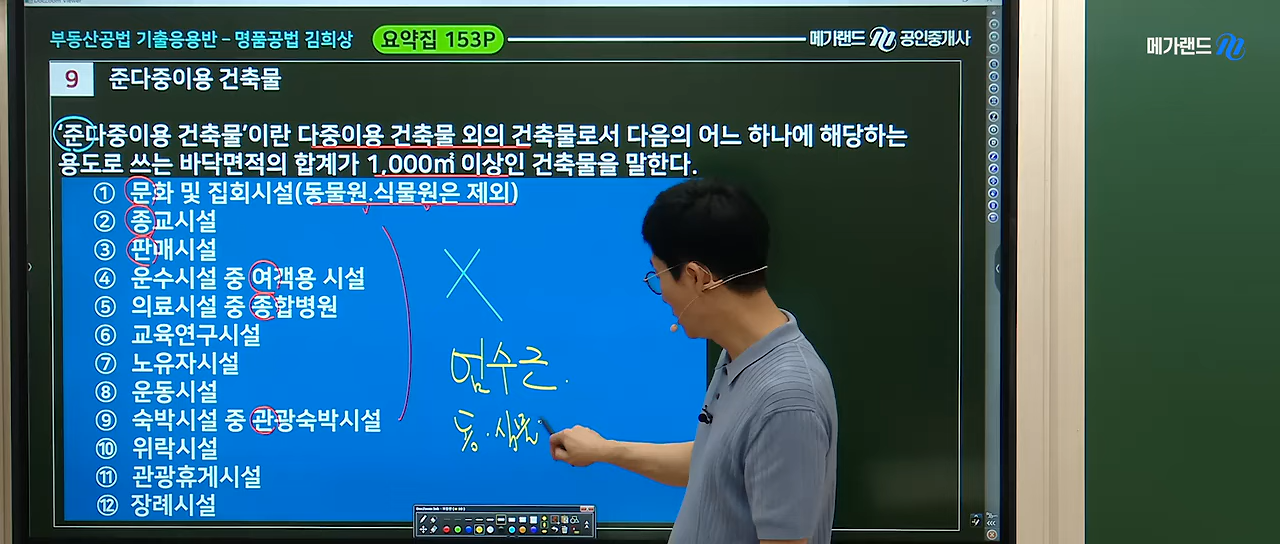 부동산공법 기출응용반 – 명품공법 김희상
요약집 153P
메가랜드 공인중개사
메가랜드
9 준다중이용 건축물
‘준다중이용 건축물’이란 다중이용 건축물 외의 건축물로서 다음의 어느 하나에 해당하는
용도로 쓰는 바닥면적의 합계가 1,000㎡ 이상인 건축물을 말한다.
① 문화 및 집회시설(동물원.식물원은 제외)
② 종교시설
③ 판매시설
④ 운수시설 중 여객용 시설
⑤ 의료시설 중 종합병원
⑥ 교육연구시설
⑦ 노유자시설
⑧ 운동시설
⑨ 숙박시설 중 관광숙박시설
⑩ 위락시설
⑪ 관광휴게시설
⑫ 장례시설
X
업수근.
동.식물